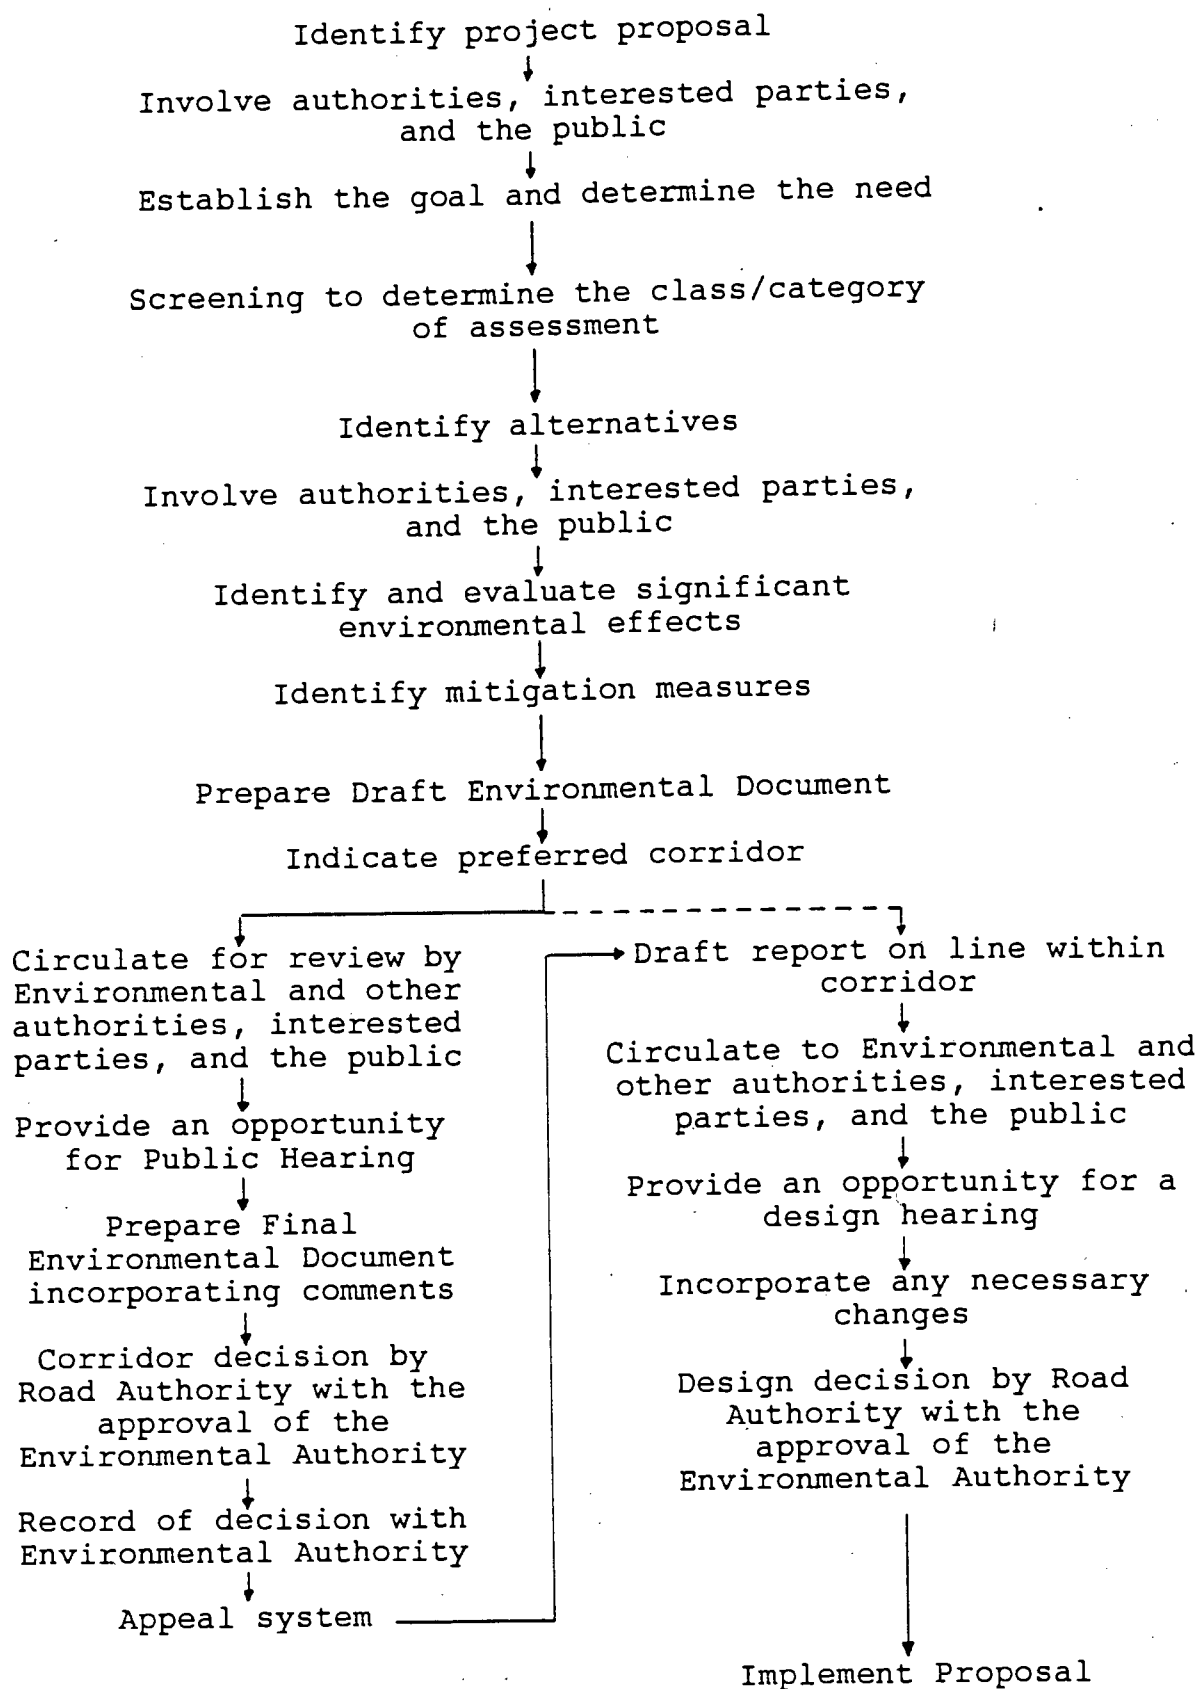 Identify project proposal
Involve authorities, interested parties,
and the public
Establish the goal and determine the need
Screening to determine the class/category
of assessment
Identify alternatives
Involve authorities, interested parties,
and the public
Identify and evaluate significant
environmental effects
Identify mitigation measures
Prepare Draft Environmental Document
Indicate preferred corridor
Circulate for review by
Environmental and other
authorities, interested
parties, and the public
Provide an opportunity
for Public Hearing
Prepare Final
Environmental Document
incorporating comments
Corridor decision by
Road Authority with the
approval of the
Environmental Authority
Record of decision with
Environmental Authority
Appeal system
Draft report on line within
corridor
Circulate to Environmental and
other authorities, interested
parties, and the public
Provide an opportunity for a
design hearing
Incorporate any necessary
changes
Design decision by Road
Authority with the
approval of the
Environmental Authority
Implement Proposal